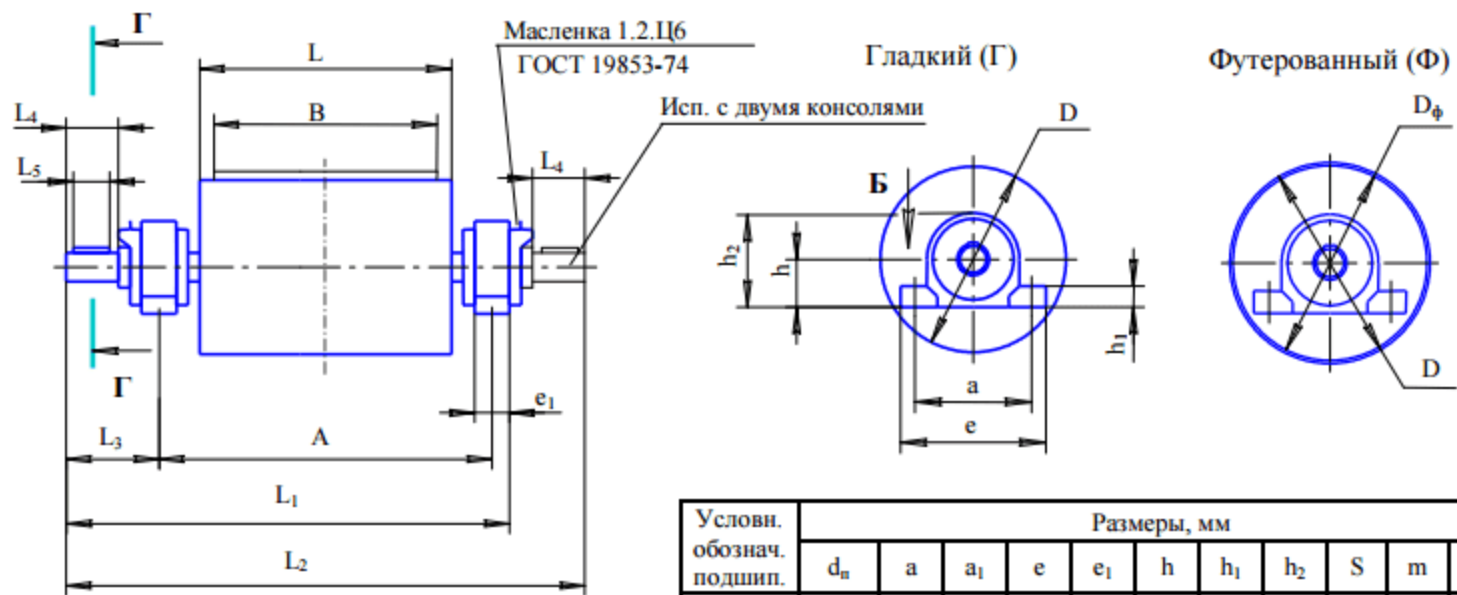 Г
Масленка 1.2.Ц6
ГОСТ 19853-74
Гладкий (Г)
Футерованный (Ф)
L
B
L₄
L₅
Исп. с двумя консолями
L₄
D
Dф
Б
h₂
h
h₁
a
e
D
Г
e₁
L₃
A
L₁
L₂
Условн. обознач. подшип.
Размеры, мм
dп a a₁ e e₁ h h₁ h₂ S m